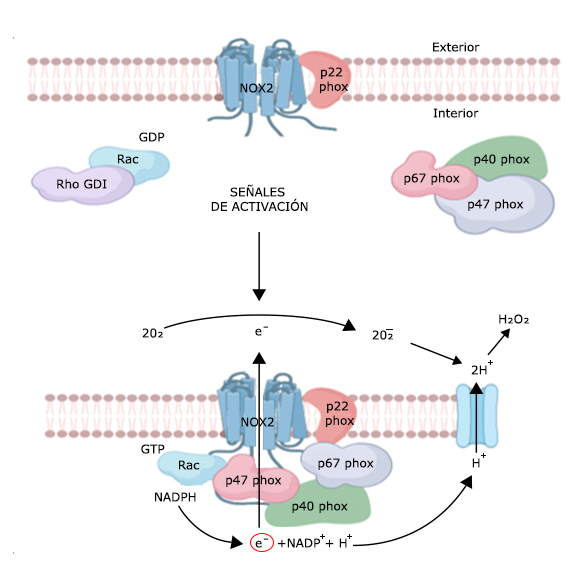 Exterior
p22
phox
NOX2
Interior
GDP
Rac
Rho GDI
p40 phox
p67 phox
p47 phox
SEÑALES
DE ACTIVACIÓN
2O₂
e⁻
2O₂⁻
H₂O₂
2H⁺
p22
phox
NOX2
GTP
Rac
p47 phox
p67 phox
H⁺
NADPH
p40 phox
e⁻ +NADP⁺+ H⁺